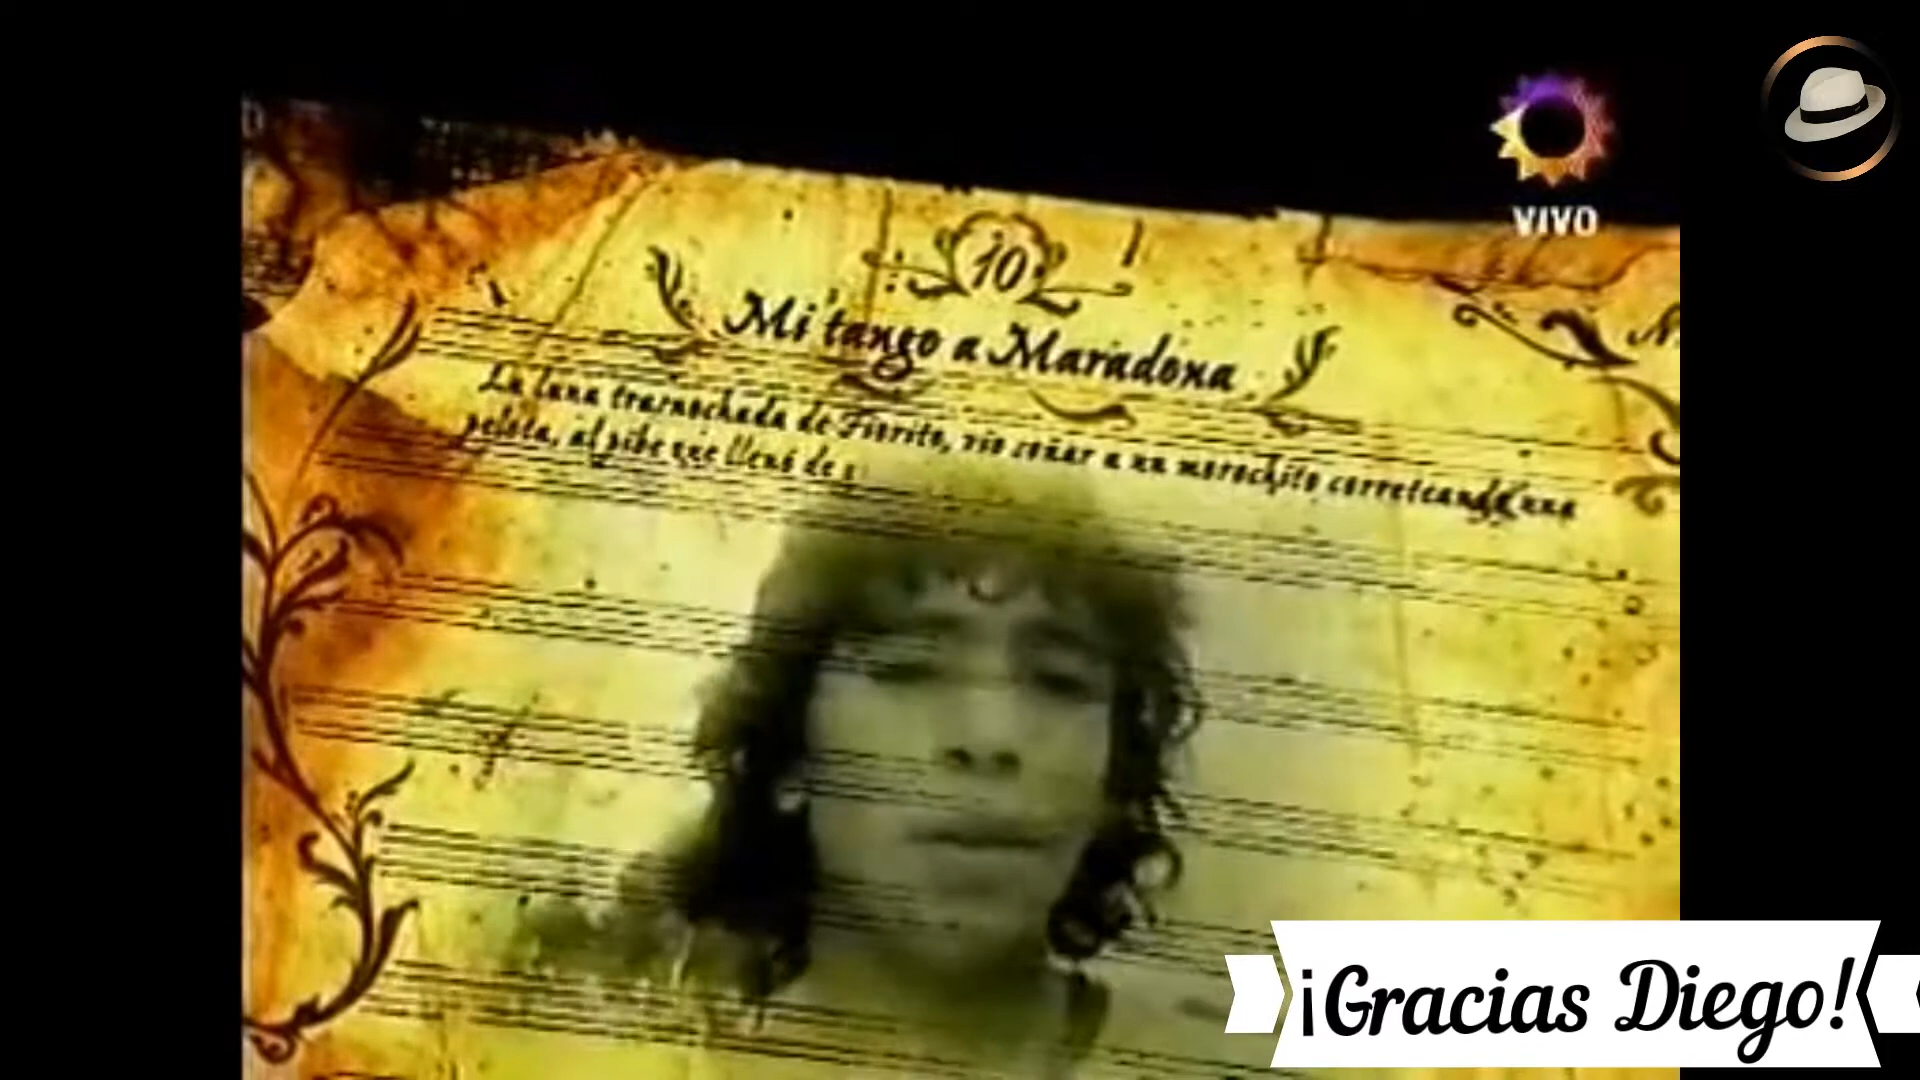 VIVO
10
Mi tango a Maradona
La luna trasnochada de Fiorito, vio soñar a un morochito correteando una
pelota, al pibe que llenó de s
¡Gracias Diego!